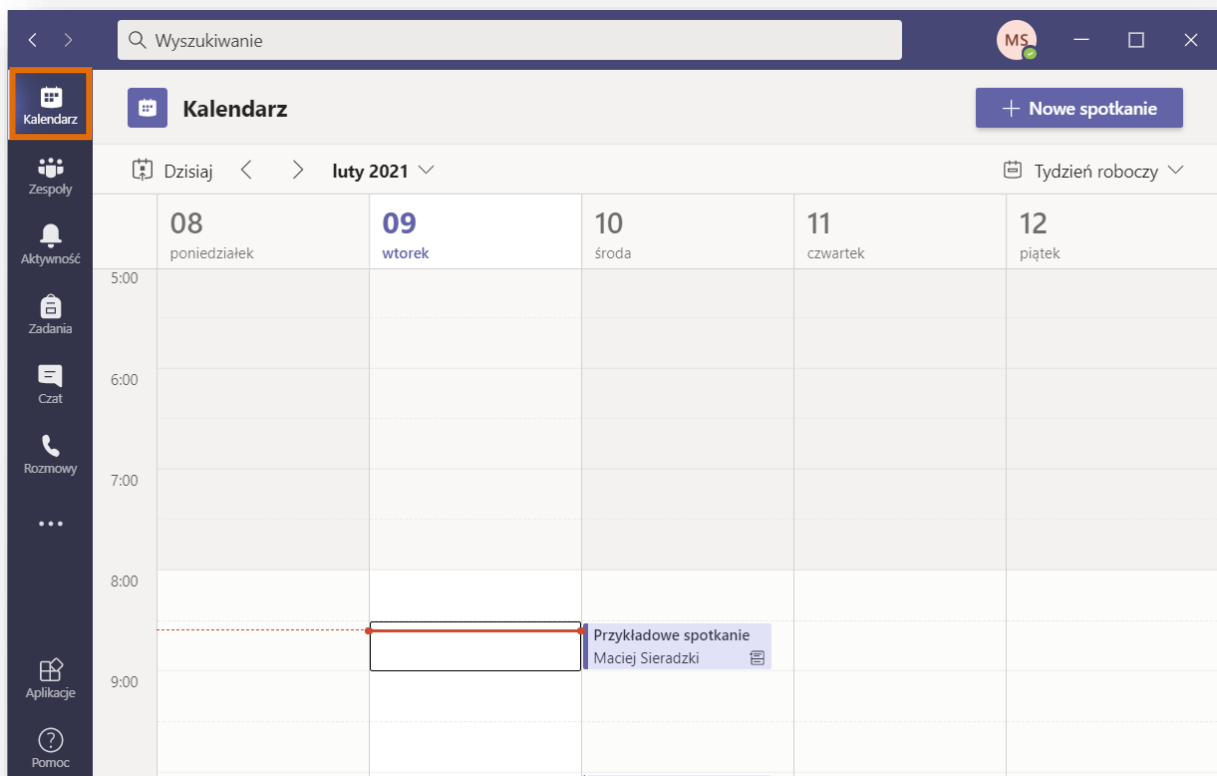 Wyszukiwanie
MS
Kalendarz
Zespoły
Aktywność
Zadania
Czat
Rozmowy
Aplikacje
Pomoc
Kalendarz
+ Nowe spotkanie
Dzisiaj
luty 2021
Tydzień roboczy
08
poniedziałek
09
wtorek
10
środa
11
czwartek
12
piątek
5:00
6:00
7:00
8:00
Przykładowe spotkanie
Maciej Sieradzki
9:00